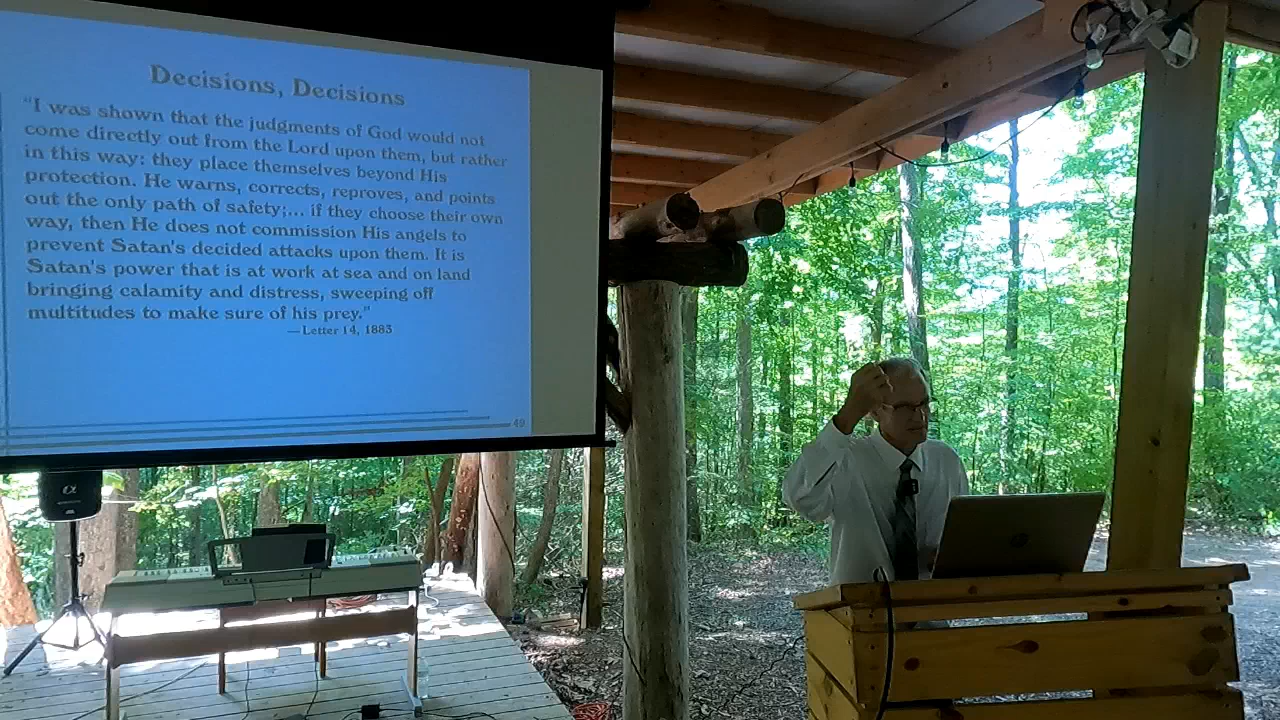 Decisions, Decisions
"I was shown that the judgments of God would not
come directly out from the Lord upon them, but rather
in this way: they place themselves beyond His
protection. He warns, corrects, reproves, and points
out the only path of safety;... if they choose their own
way, then He does not commission His angels to
prevent Satan's decided attacks upon them. It is
Satan's power that is at work at sea and on land
bringing calamity and distress, sweeping off
multitudes to make sure of his prey."
—Letter 14, 1883
49